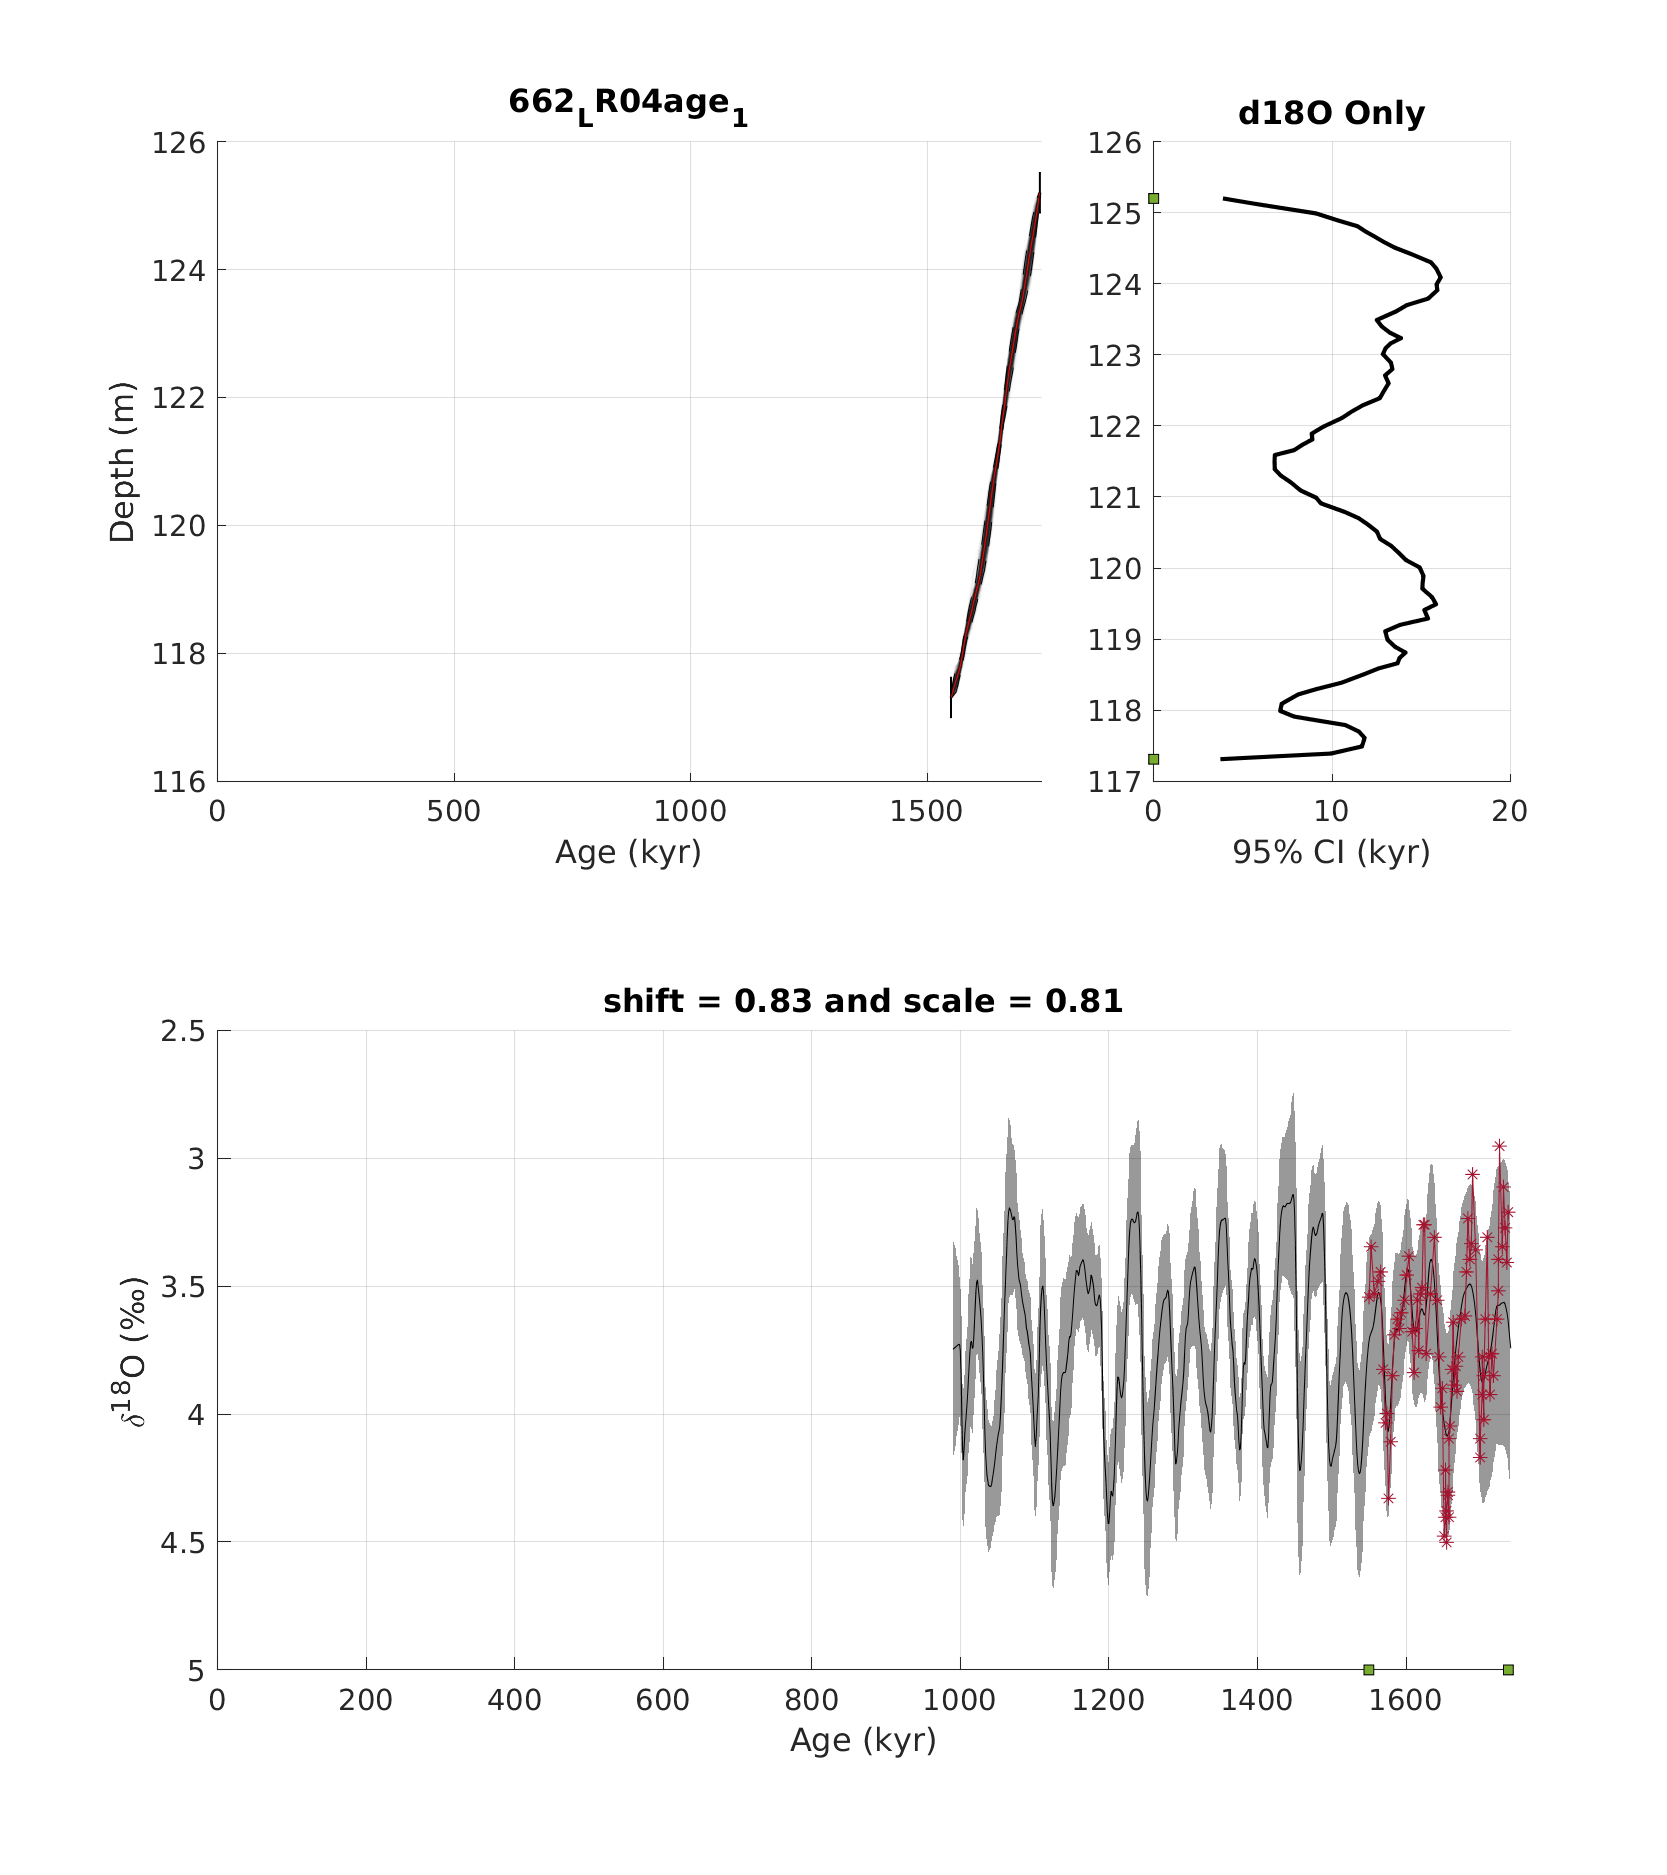 662LR04age1
126
124
122
120
118
116
Depth (m)
0 500 1000 1500
Age (kyr)
d18O Only
126
125
124
123
122
121
120
119
118
117
0 10 20
95% CI (kyr)
shift = 0.83 and scale = 0.81
2.5
3
3.5
4
4.5
5
δ18O (‰)
0 200 400 600 800 1000 1200 1400 1600
Age (kyr)